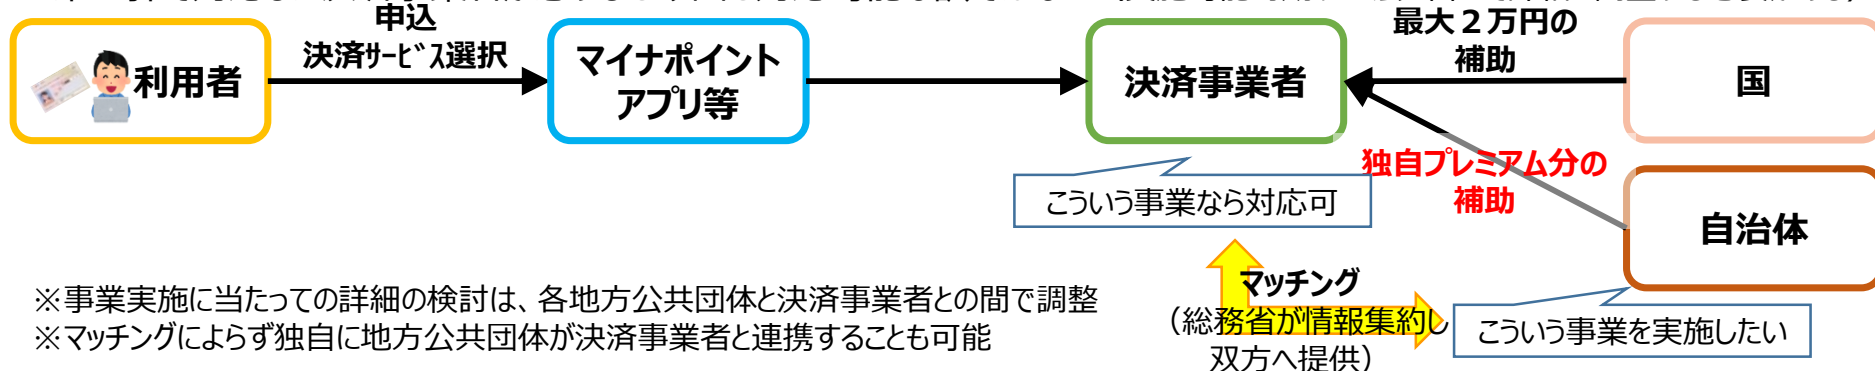 申込
決済ｻｰﾋﾞｽ選択
利用者
マイナポイント
アプリ等
決済事業者
最大２万円の
補助
国
独自プレミアム分の
補助
自治体
こういう事業なら対応可
マッチング
（総務省が情報集約し
双方へ提供）
こういう事業を実施したい
※事業実施に当たっての詳細の検討は、各地方公共団体と決済事業者との間で調整
※マッチングによらず独自に地方公共団体が決済事業者と連携することも可能